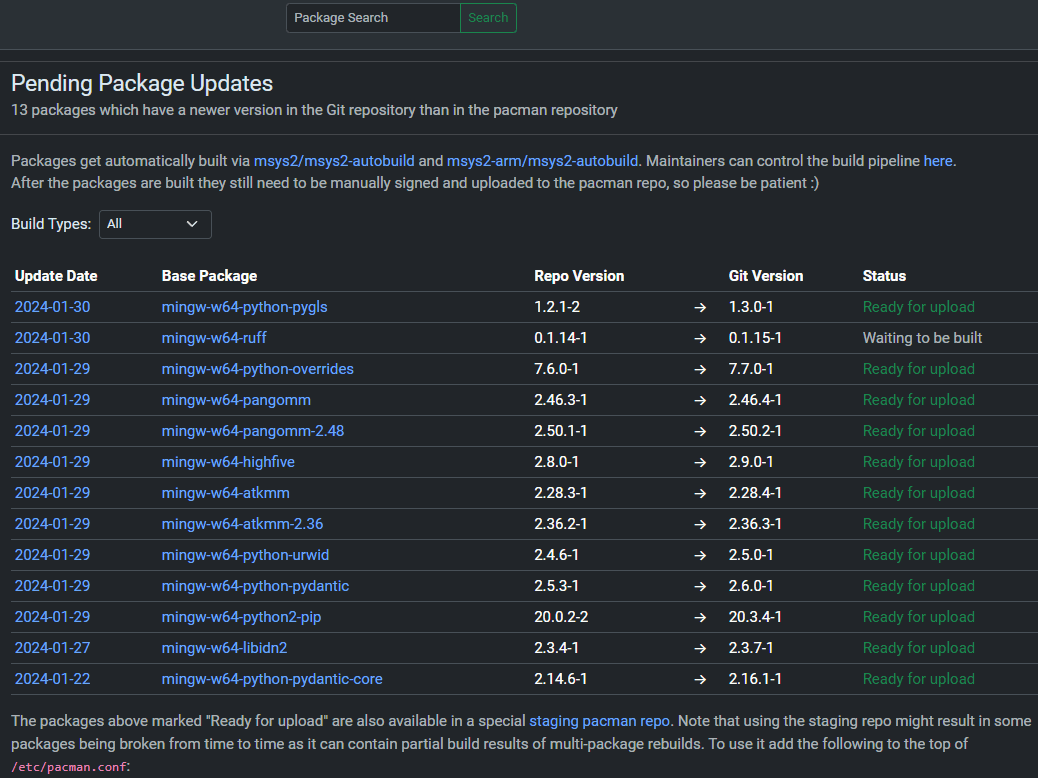 Package Search Search
Pending Package Updates
13 packages which have a newer version in the Git repository than in the pacman repository
Packages get automatically built via msys2/msys2-autobuild and msys2-arm/msys2-autobuild. Maintainers can control the build pipeline here.
After the packages are built they still need to be manually signed and uploaded to the pacman repo, so please be patient :)
Build Types: All
Update Date Base Package Repo Version Git Version Status
2024-01-30 mingw-w64-python-pygls 1.2.1-2 → 1.3.0-1 Ready for upload
2024-01-30 mingw-w64-ruff 0.1.14-1 → 0.1.15-1 Waiting to be built
2024-01-29 mingw-w64-python-overrides 7.6.0-1 → 7.7.0-1 Ready for upload
2024-01-29 mingw-w64-pangomm 2.46.3-1 → 2.46.4-1 Ready for upload
2024-01-29 mingw-w64-pangomm-2.48 2.50.1-1 → 2.50.2-1 Ready for upload
2024-01-29 mingw-w64-highfive 2.8.0-1 → 2.9.0-1 Ready for upload
2024-01-29 mingw-w64-atkmm 2.28.3-1 → 2.28.4-1 Ready for upload
2024-01-29 mingw-w64-atkmm-2.36 2.36.2-1 → 2.36.3-1 Ready for upload
2024-01-29 mingw-w64-python-urwid 2.4.6-1 → 2.5.0-1 Ready for upload
2024-01-29 mingw-w64-python-pydantic 2.5.3-1 → 2.6.0-1 Ready for upload
2024-01-29 mingw-w64-python2-pip 20.0.2-2 → 20.3.4-1 Ready for upload
2024-01-27 mingw-w64-libidn2 2.3.4-1 → 2.3.7-1 Ready for upload
2024-01-22 mingw-w64-python-pydantic-core 2.14.6-1 → 2.16.1-1 Ready for upload
The packages above marked "Ready for upload" are also available in a special staging pacman repo. Note that using the staging repo might result in some
packages being broken from time to time as it can contain partial build results of multi-package rebuilds. To use it add the following to the top of
/etc/pacman.conf: